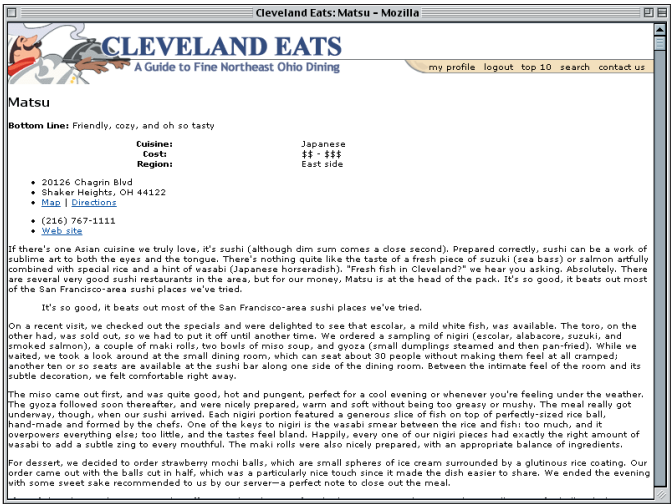 Cleveland Eats: Matsu - Mozilla
CLEVELAND EATS
A Guide to Fine Northeast Ohio Dining
my profile logout top 10 search contact us
Matsu
Bottom Line: Friendly, cozy, and oh so tasty
Cuisine: Japanese
Cost: $$ - $$$
Region: East side
• 20126 Chagrin Blvd
• Shaker Heights, OH 44122
• Map | Directions
• (216) 767-1111
• Web site
If there's one Asian cuisine we truly love, it's sushi (although dim sum comes a close second). Prepared correctly, sushi can be a work of
sublime art to both the eyes and the tongue. There's nothing quite like the taste of a fresh piece of suzuki (sea bass) or salmon artfully
combined with special rice and a hint of wasabi (Japanese horseradish). "Fresh fish in Cleveland?" we hear you asking. Absolutely. There
are several very good sushi restaurants in the area, but for our money, Matsu is at the head of the pack. It's so good, it beats out most
of the San Francisco-area sushi places we've tried.
It's so good, it beats out most of the San Francisco-area sushi places we've tried.
On a recent visit, we checked out the specials and were delighted to see that escolar, a mild white fish, was available. The toro, on the
other had, was sold out, so we had to put it off until another time. We ordered a sampling of nigiri (escolar, alabacore, suzuki, and
smoked salmon), a couple of maki rolls, two bowls of miso soup, and gyoza (small dumplings steamed and then pan-fried). While we
waited, we took a look around at the small dining room, which can seat about 30 people without making them feel at all cramped;
another ten or so seats are available at the sushi bar along one side of the dining room. Between the intimate feel of the room and its
subtle decoration, we felt comfortable right away.
The miso came out first, and was quite good, hot and pungent, perfect for a cool evening or whenever you're feeling under the weather.
The gyoza followed soon thereafter, and were nicely prepared, warm and soft without being too greasy or mushy. The meal really got
underway, though, when our sushi arrived. Each nigiri portion featured a generous slice of fish on top of perfectly-sized rice ball,
hand-made and formed by the chefs. One of the keys to nigiri is the wasabi smear between the rice and fish: too much, and it
overpowers everything else; too little, and the tastes feel bland. Happily, every one of our nigiri pieces had exactly the right amount of
wasabi to add a subtle zing to every mouthful. The maki rolls were also nicely prepared, with an appropriate balance of ingredients.
For dessert, we decided to order strawberry mochi balls, which are small spheres of ice cream surrounded by a glutinous rice coating. Our
order came out with the balls cut in half, which was a particularly nice touch since it made the dish easier to share. We ended the evening
with some sweet sake recommended to us by our server—a perfect note to close out the meal.